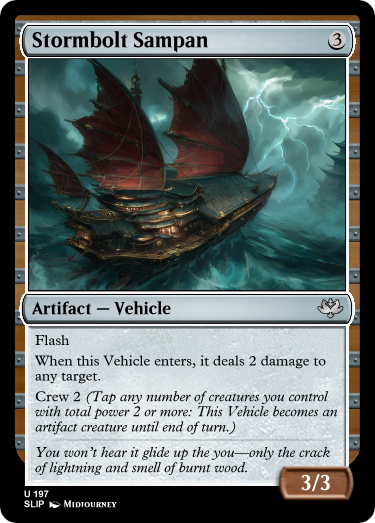 Stormbolt Sampan 3
Artifact — Vehicle
Flash
When this Vehicle enters, it deals 2 damage to
any target.
Crew 2 (Tap any number of creatures you control
with total power 2 or more: This Vehicle becomes an
artifact creature until end of turn.)
You won't hear it glide up the you—only the crack
of lightning and smell of burnt wood.
3/3
U 197
SLIP Midjourney